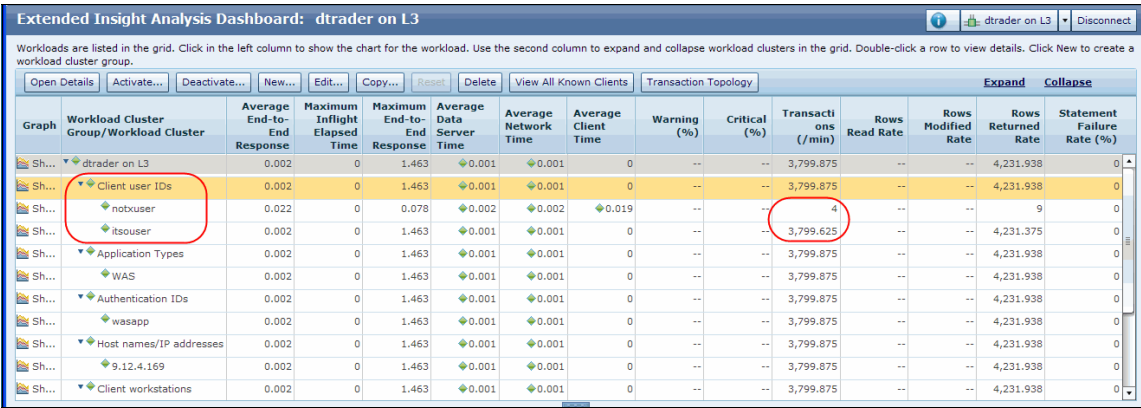 Extended Insight Analysis Dashboard: dtrader on L3
dtrader on L3 Disconnect
Workloads are listed in the grid. Click in the left column to show the chart for the workload. Use the second column to expand and collapse workload clusters in the grid. Double-click a row to view details. Click New to create a
workload cluster group.
Open Details Activate... Deactivate... New... Edit... Copy... Reset Delete View All Known Clients Transaction Topology Expand Collapse
Graph Workload Cluster Group/Workload Cluster Average End-to-End Response Maximum Inflight Elapsed Time Maximum End-to-End Response Average Data Server Time Average Network Time Average Client Time Warning (%) Critical (%) Transacti ons (/min) Rows Read Rate Rows Modified Rate Rows Returned Rate Statement Failure Rate (%)
Sh... dtrader on L3 0.002 0 1.463 0.001 0.001 0 -- -- 3,799.875 -- -- 4,231.938 0
Sh... Client user IDs 0.002 0 1.463 0.001 0.001 0 -- -- 3,799.875 -- -- 4,231.938 0
Sh... notxuser 0.022 0 0.078 0.002 0.002 0.019 -- -- 4 -- -- 9 0
Sh... itsouser 0.002 0 1.463 0.001 0.001 0 -- -- 3,799.625 -- -- 4,231.375 0
Sh... Application Types 0.002 0 1.463 0.001 0.001 0 -- -- 3,799.875 -- -- 4,231.938 0
Sh... WAS 0.002 0 1.463 0.001 0.001 0 -- -- 3,799.875 -- -- 4,231.938 0
Sh... Authentication IDs 0.002 0 1.463 0.001 0.001 0 -- -- 3,799.875 -- -- 4,231.938 0
Sh... wasapp 0.002 0 1.463 0.001 0.001 0 -- -- 3,799.875 -- -- 4,231.938 0
Sh... Host names/IP addresses 0.002 0 1.463 0.001 0.001 0 -- -- 3,799.875 -- -- 4,231.938 0
Sh... 9.12.4.169 0.002 0 1.463 0.001 0.001 0 -- -- 3,799.875 -- -- 4,231.938 0
Sh... Client workstations 0.002 0 1.463 0.001 0.001 0 -- -- 3,799.875 -- -- 4,231.938 0